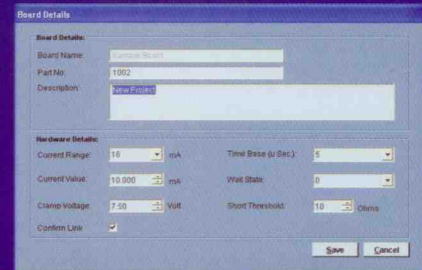 Board Details
Board Details:
Board Name:
Part No: 1002
Description: New Project
Hardware Details:
Current Range: 16 mA Time Base (u Sec.): 5
Current Value: 10.000 mA Wait State: 0
Clamp Voltage: 7.50 Volt Short Threshold: 10 Ohms
Confirm Link
Save Cancel